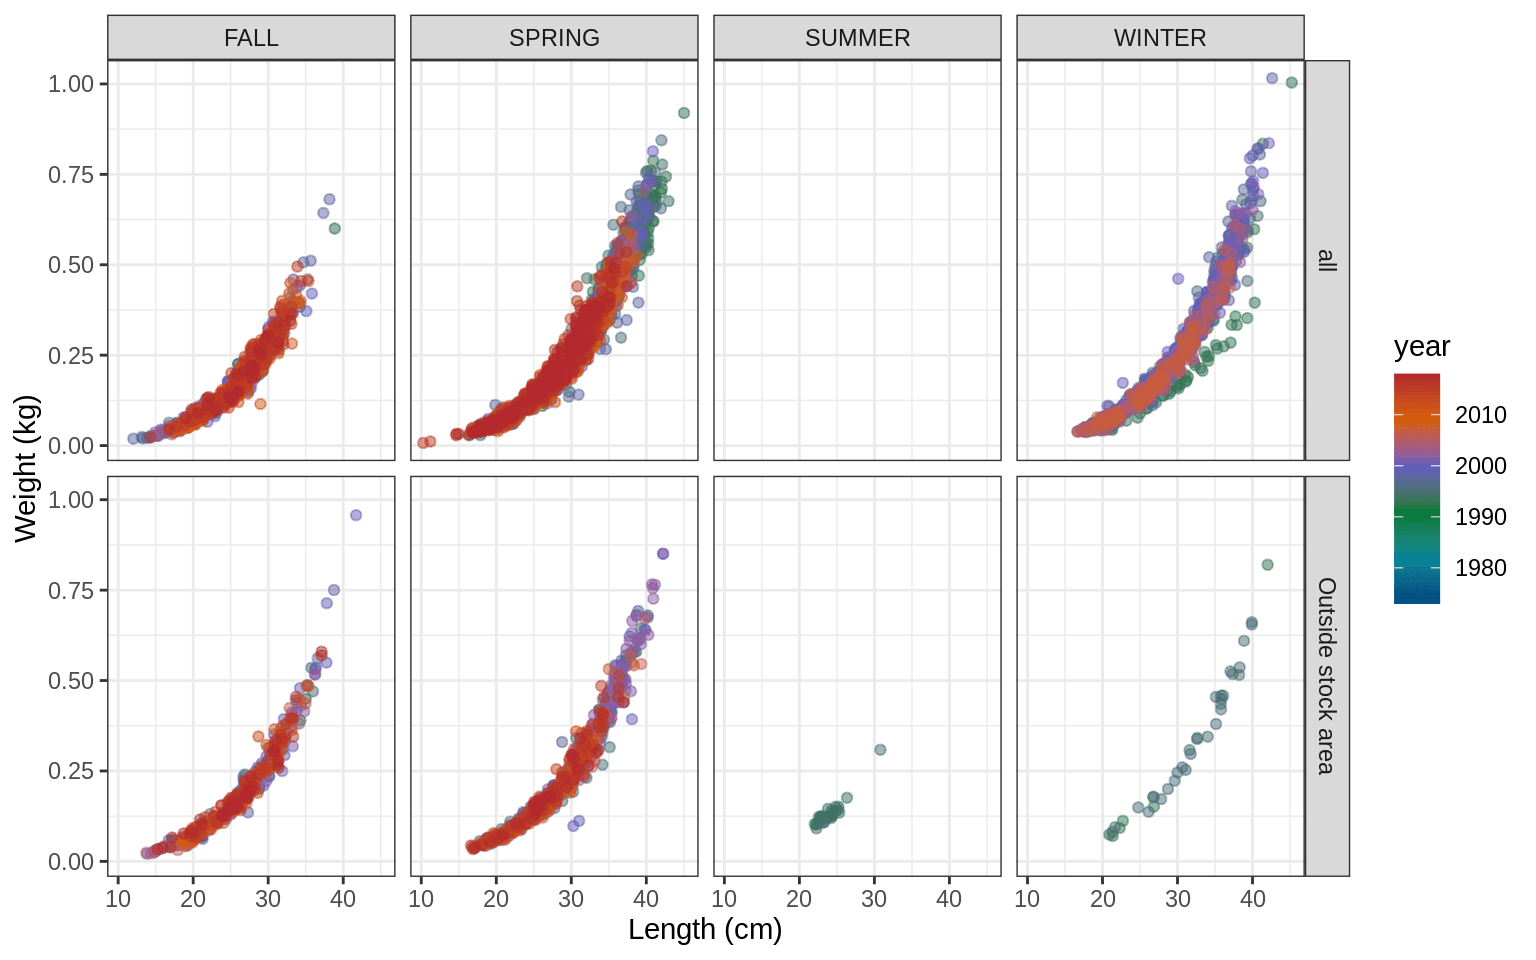 FALL SPRING SUMMER WINTER
1.00
0.75
0.50
0.25
0.00
all
1.00
0.75
0.50
0.25
0.00
Outside stock area
Weight (kg)
10 20 30 40 10 20 30 40 10 20 30 40 10 20 30 40
Length (cm)
year
2010
2000
1990
1980